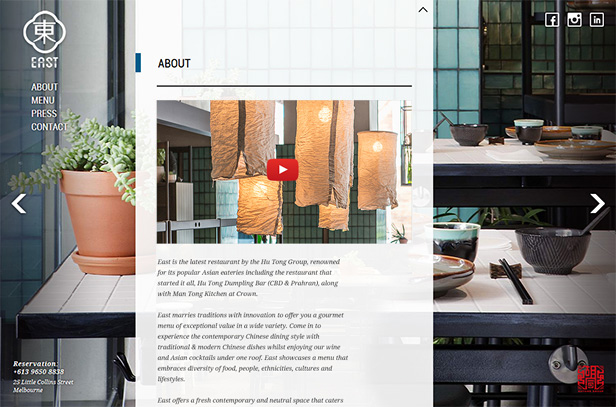 東
EAST
ABOUT
MENU
PRESS
CONTACT
Reservation:
+613 9650 8838
25 Little Collins Street
Melbourne
ABOUT
East is the latest restaurant by the Hu Tong Group, renowned
for its popular Asian eateries including the restaurant that
started it all, Hu Tong Dumpling Bar (CBD & Prahran), along
with Man Tong Kitchen at Crown.
East marries traditions with innovation to offer you a gourmet
menu of exceptional value in a wide variety. Come in to
experience the contemporary Chinese dining style with
traditional & modern Chinese dishes whilst enjoying our wine
and Asian cocktails under one roof. East showcases a menu that
embraces diversity of food, people, ethnicities, cultures and
lifestyles.
East offers a fresh contemporary and neutral space that caters
f
in